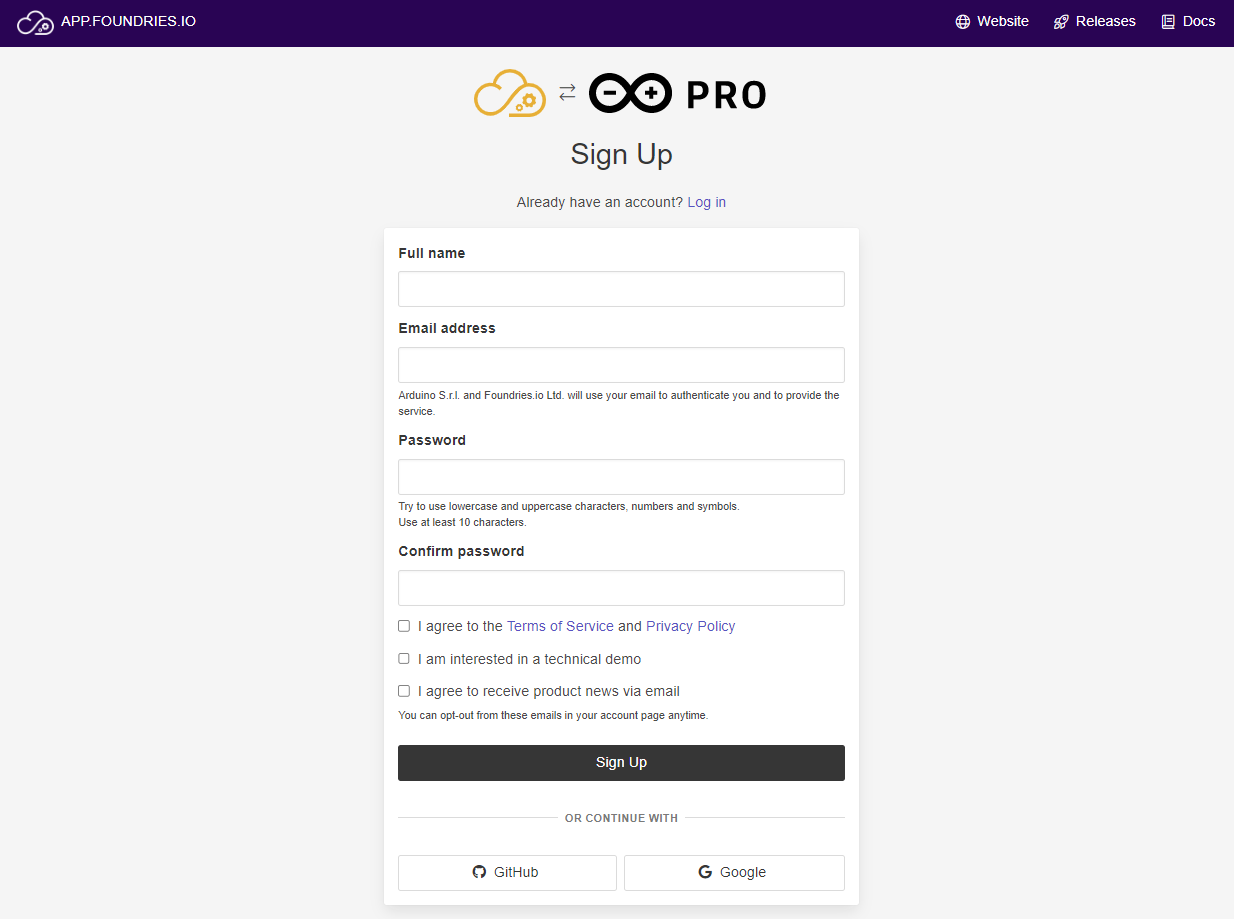 APP.FOUNDRIES.IO Website Releases Docs
PRO
Sign Up
Already have an account? Log in
Full name
Email address
Arduino S.r.l. and Foundries.io Ltd. will use your email to authenticate you and to provide the
service.
Password
Try to use lowercase and uppercase characters, numbers and symbols.
Use at least 10 characters.
Confirm password
I agree to the Terms of Service and Privacy Policy
I am interested in a technical demo
I agree to receive product news via email
You can opt-out from these emails in your account page anytime.
Sign Up
OR CONTINUE WITH
GitHub Google